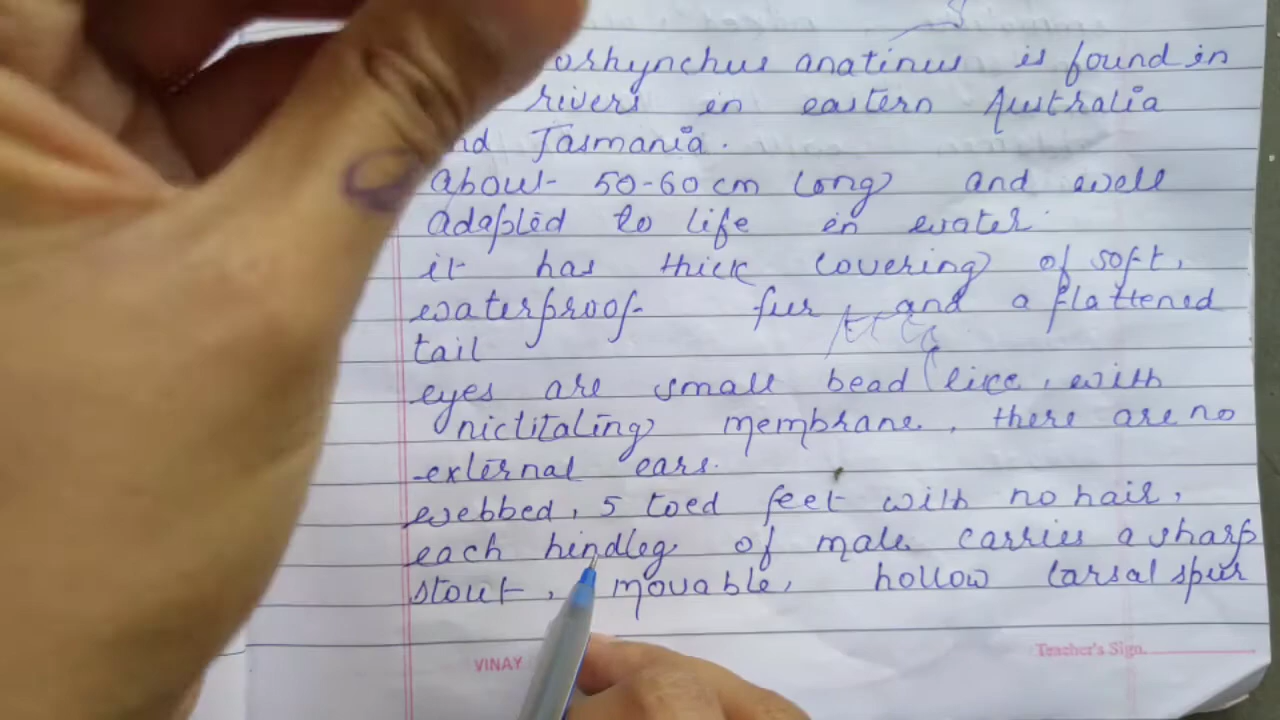 orhynchus anatinus is found in
rivers in eastern Australia
nd Tasmania.
about 50-60 cm long and well
adapted to life in water.
it has thick covering of soft,
waterproof fur and a flattened
tail
eyes are small bead like, with
nictitating membrane, there are no
external ears.
webbed, 5 toed feet with no hair,
each hindleg of male carries a sharp
stout, movable, hollow tarsal spur
VINAY
Teacher's Sign.